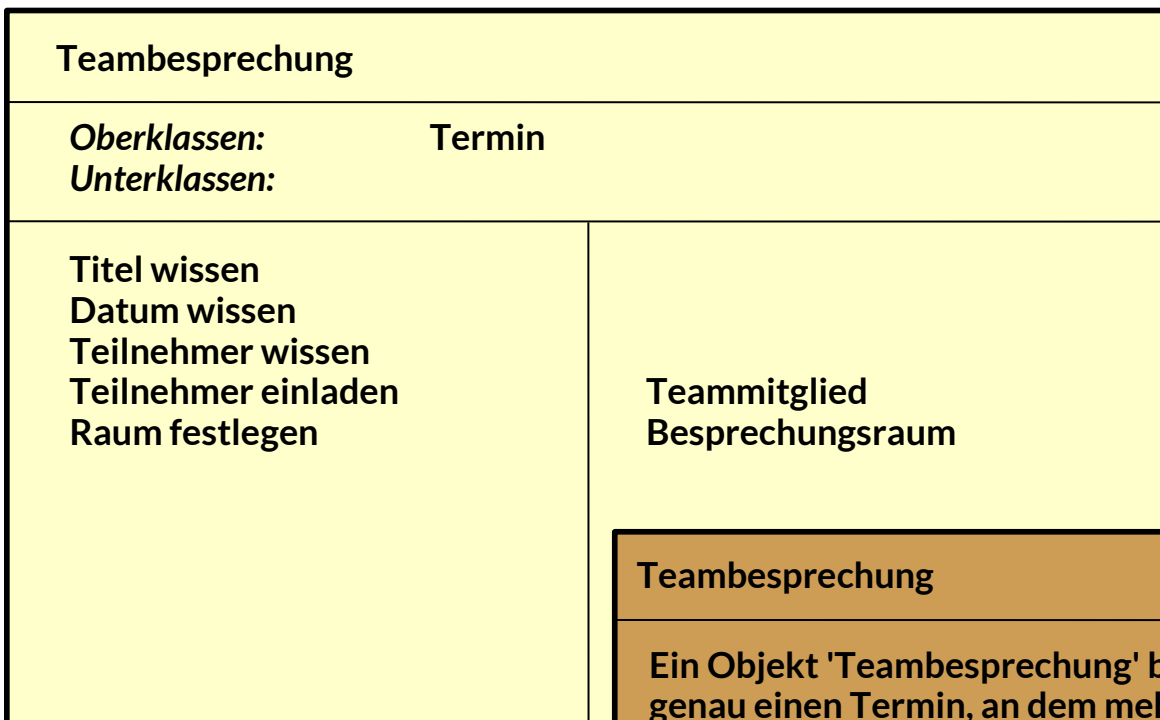 Teambesprechung
Oberklassen: Termin
Unterklassen:
Titel wissen
Datum wissen
Teilnehmer wissen
Teilnehmer einladen
Raum festlegen
Teammitglied
Besprechungsraum
Teambesprechung
Ein Objekt 'Teambesprechung'
genau einen Termin, an dem